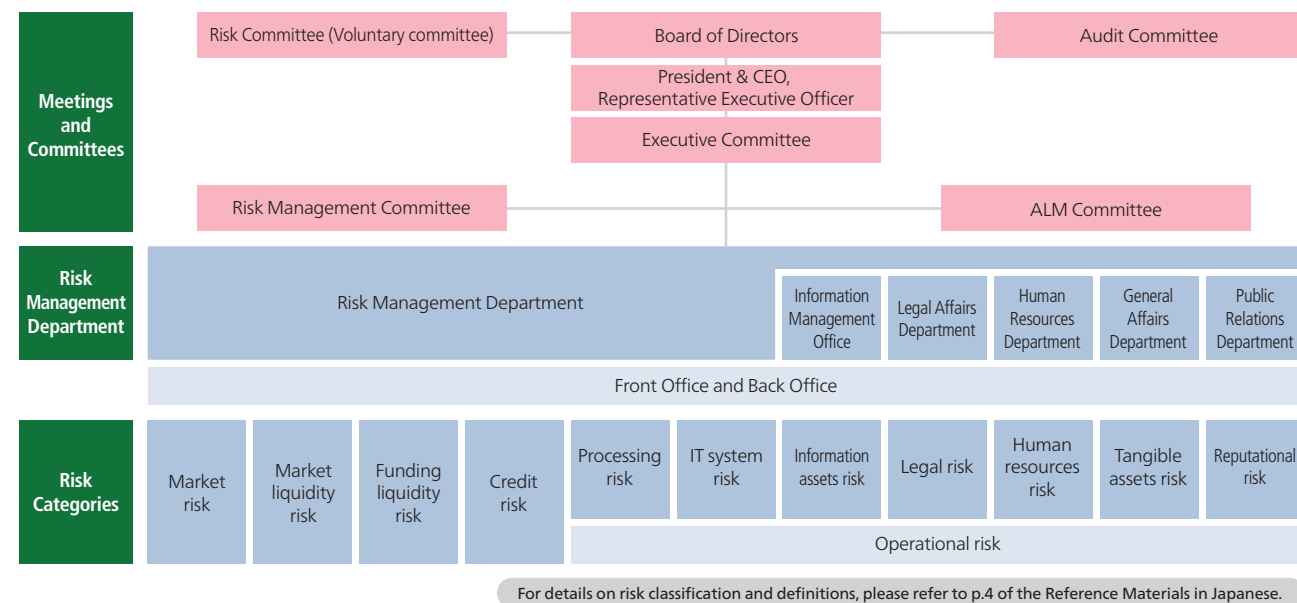 Meetings
and
Committees
Risk Committee (Voluntary committee)
Board of Directors
Audit Committee
President & CEO,
Representative Executive Officer
Executive Committee
Risk Management Committee
ALM Committee
Risk
Management
Department
Risk Management Department
Information
Management
Office
Legal Affairs
Department
Human
Resources
Department
General
Affairs
Department
Public
Relations
Department
Front Office and Back Office
Risk
Categories
Market
risk
Market
liquidity
risk
Funding
liquidity
risk
Credit
risk
Processing
risk
IT system
risk
Information
assets risk
Legal risk
Human
resources
risk
Tangible
assets risk
Reputational
risk
Operational risk
For details on risk classification and definitions, please refer to p.4 of the Reference Materials in Japanese.